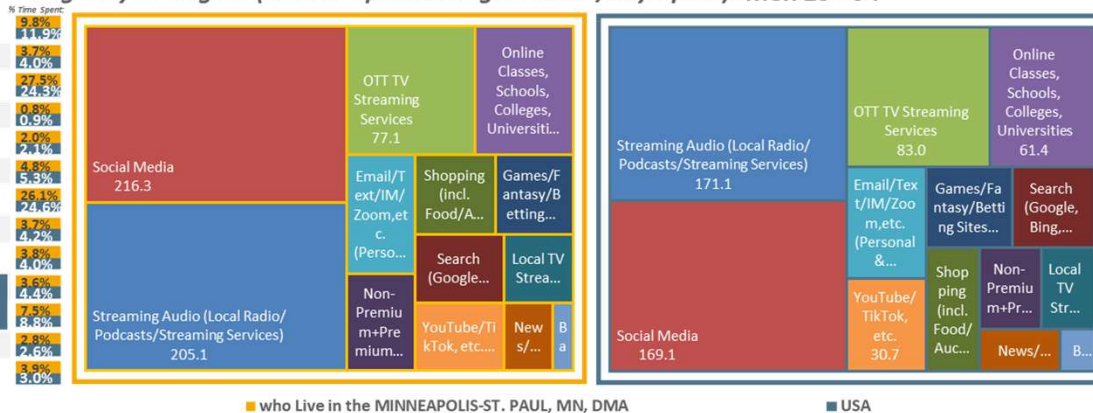 % Time Spent:
9.8%
11.9%
3.7%
4.0%
27.5%
24.3%
0.8%
0.9%
2.0%
2.1%
4.8%
5.3%
26.1%
24.6%
3.7%
4.2%
3.8%
4.0%
3.6%
4.4%
7.5%
8.8%
2.8%
2.6%
3.9%
3.0%
Social Media
216.3
Streaming Audio (Local Radio/
Podcasts/Streaming Services)
205.1
OTT TV
Streaming
Services
77.1
Online
Classes,
Schools,
Colleges,
Universiti...
Email/T
ext/IM/
Zoom,et
c.
(Perso...
Shopping
(incl.
Food/A...
Games/F
antasy/B
etting...
Search
(Google...
Local TV
Strea...
Non-
Premiu
m+Pre
mium...
YouTube/Ti
kTok, etc....
New
s/...
B
a
Streaming Audio (Local Radio/
Podcasts/Streaming Services)
171.1
Social Media
169.1
OTT TV Streaming
Services
83.0
Online
Classes,
Schools,
Colleges,
Universities
61.4
Email/Tex
t/IM/Zoo
m,etc.
(Personal
&...
Games/Fa
ntasy/Betti
ng Sites...
Search
(Google,
Bing,...
YouTube/
TikTok,
etc.
30.7
Shop
ping
(incl.
Food/
Auc...
Non-
Premiu
m+Pr...
Local
TV
Str...
News/...
B...
who Live in the MINNEAPOLIS-ST. PAUL, MN, DMA
USA